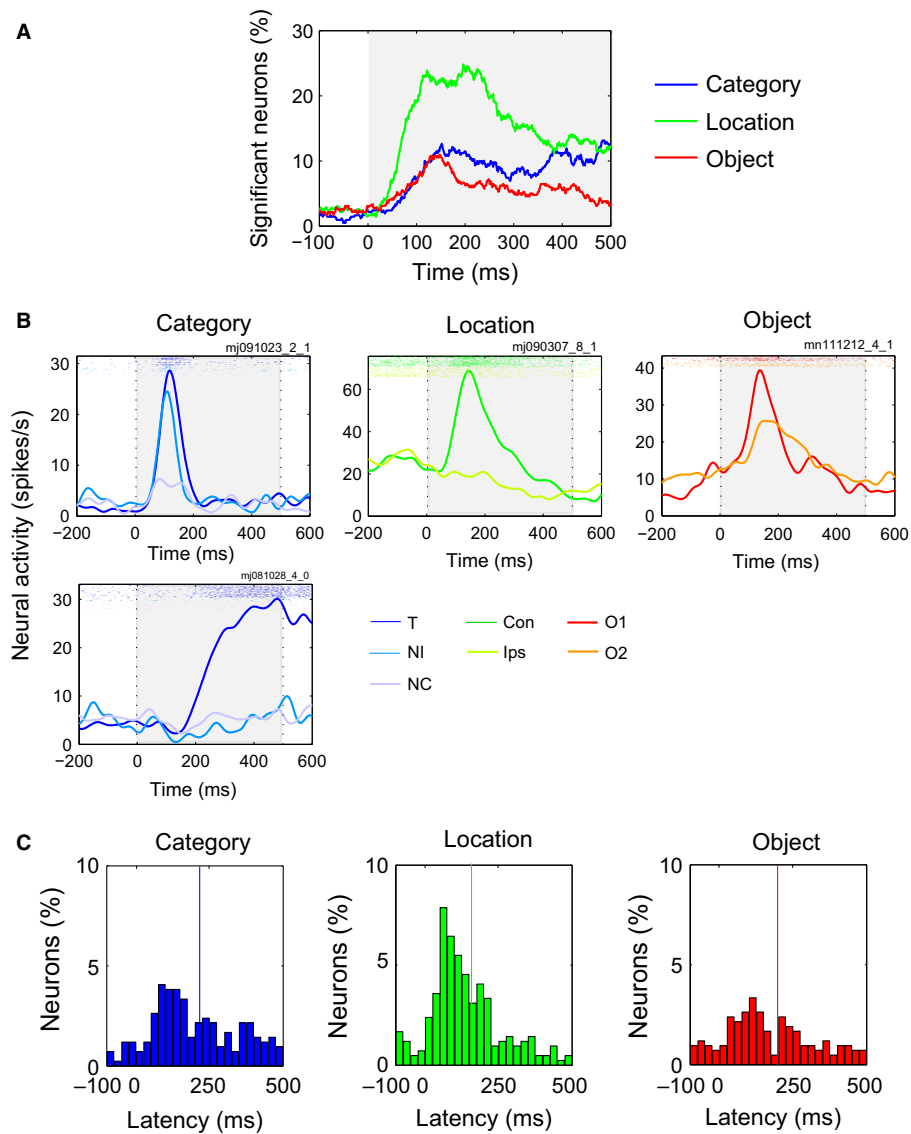 A
Significant neurons (%)
30
20
10
0
−100 0 100 200 300 400 500
Time (ms)
Category
Location
Object
B
Neural activity (spikes/s)
Category
mj091023_2_1
30
20
10
0
−200 0 200 400 600
Time (ms)
Location
mj090307_8_1
60
40
20
0
−200 0 200 400 600
Time (ms)
Object
mn111212_4_1
40
30
20
10
0
−200 0 200 400 600
Time (ms)
mj081028_4_0
30
20
10
0
−200 0 200 400 600
Time (ms)
T Con O1
NI Ips O2
NC
C
Category
Neurons (%)
10
5
0
−100 0 250 500
Latency (ms)
Location
Neurons (%)
10
5
0
−100 0 250 500
Latency (ms)
Object
Neurons (%)
10
5
0
−100 0 250 500
Latency (ms)